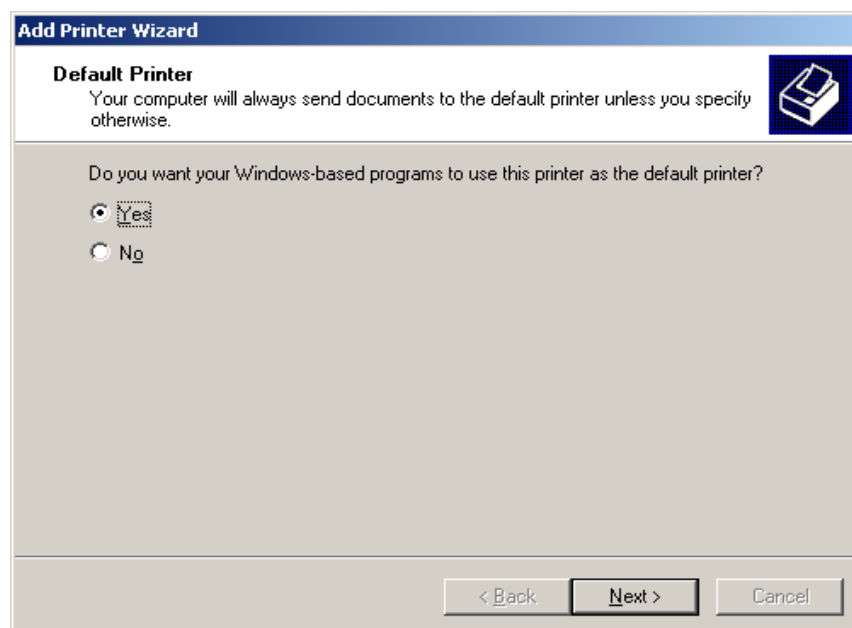 Add Printer Wizard
Default Printer
Your computer will always send documents to the default printer unless you specify
otherwise.
Do you want your Windows-based programs to use this printer as the default printer?
Yes
No
< Back
Next >
Cancel